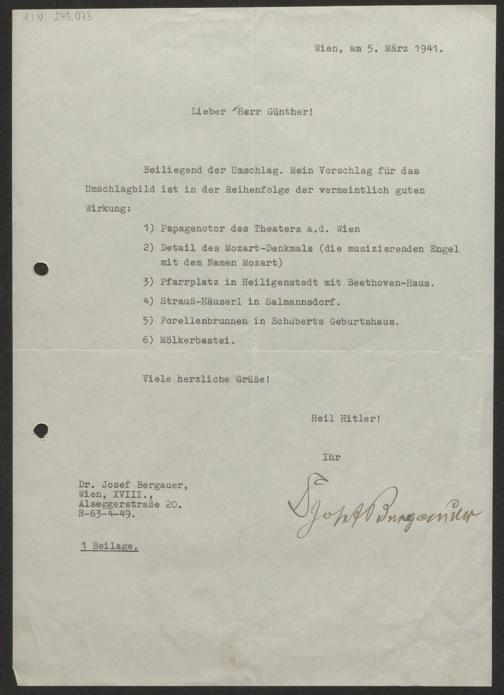 H.I.N. 243.073
Wien, am 5. März 1941.
Lieber Herr Günther!
Beiliegend der Umschlag. Mein Vorschlag für das
Umschlagbild ist in der Reihenfolge der vermeintlich guten
Wirkung:
1) Papagenotor des Theaters a.d. Wien
2) Detail des Mozart-Denkmals (die musizierenden Engel
mit dem Namen Mozart)
3) Pfarrplatz in Heiligenstadt mit Beethoven-Haus.
4) Strauß-Häuserl in Salmannsdorf.
5) Forellenbrunnen in Schuberts Geburtshaus.
6) Mölkerbastei.
Viele herzliche Grüße!
Heil Hitler!
Ihr
Dr. Josef Bergauer,
Wien, XVIII.,
Alseggerstraße 20.
R-63-4-49.
Josef Bergauer
1 Beilage.